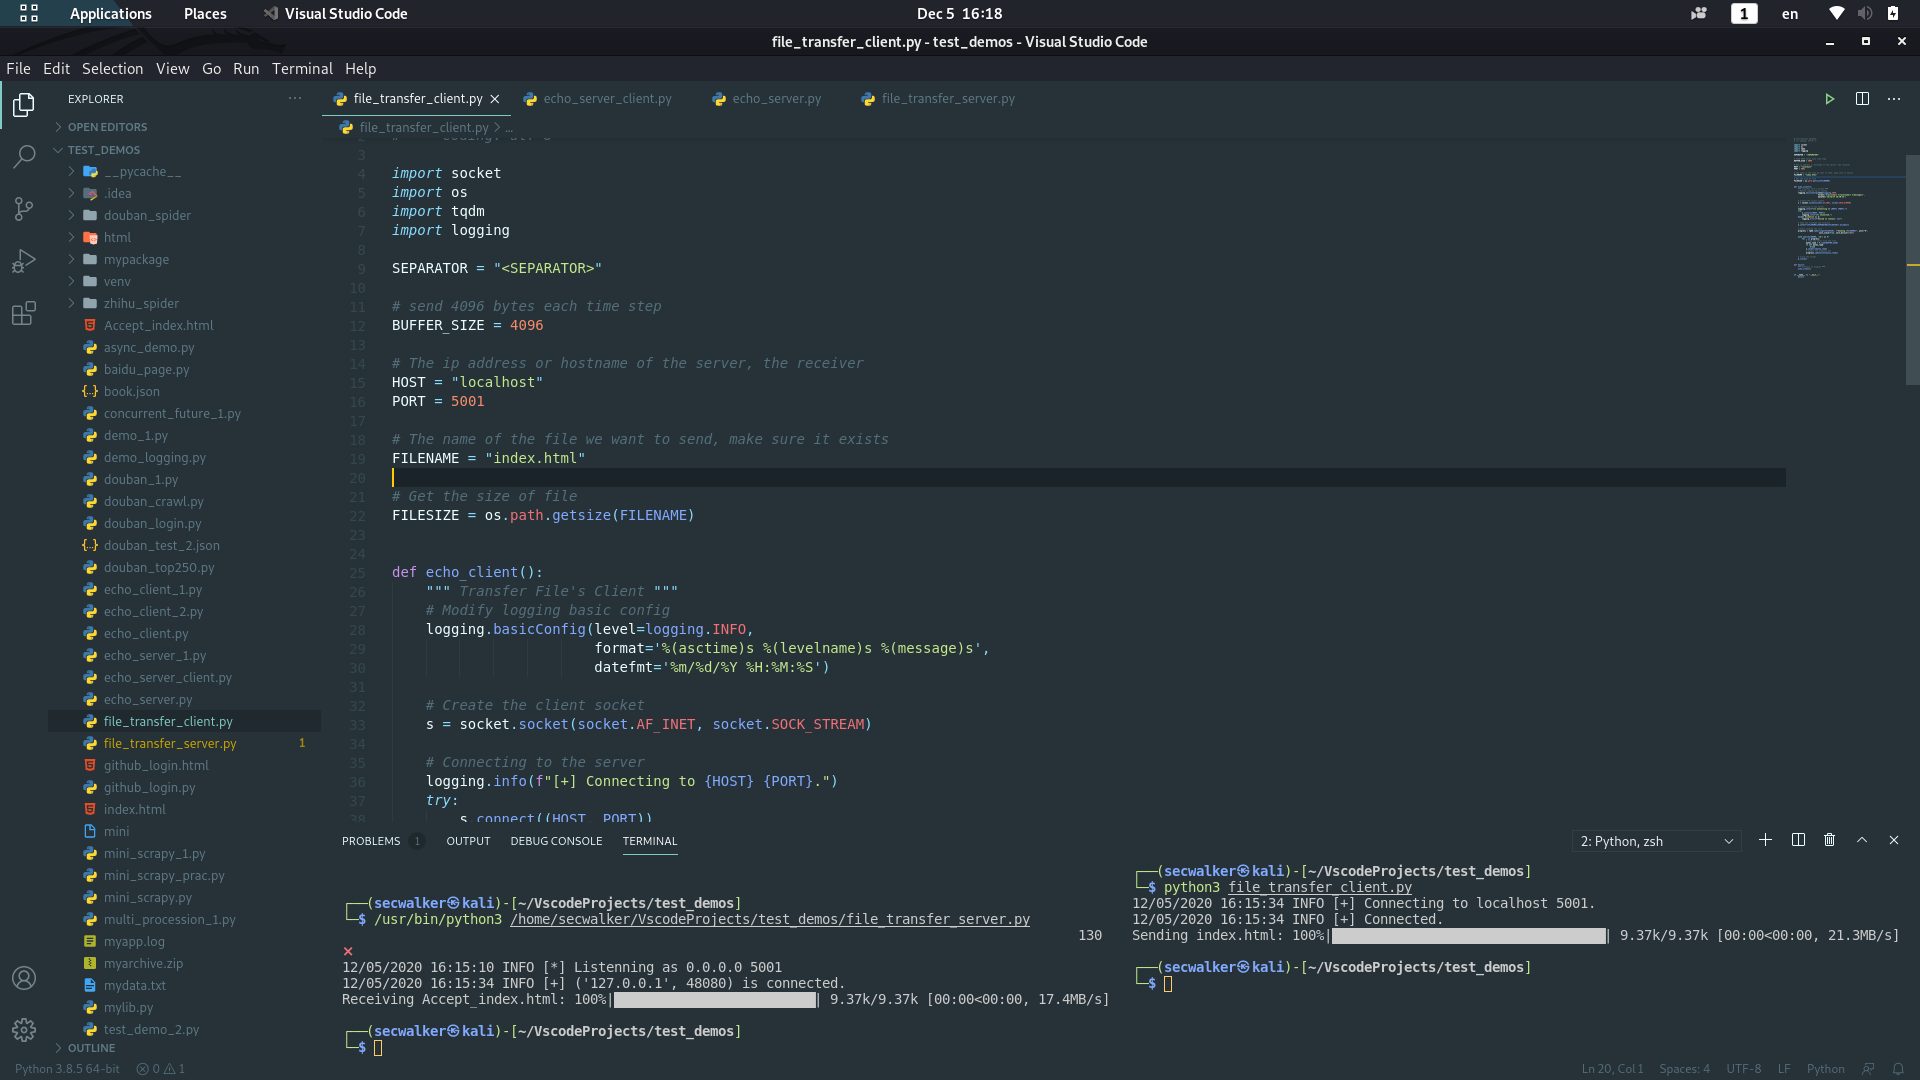 Applications Places Visual Studio Code Dec 5 16:18 1 en
file_transfer_client.py - test_demos - Visual Studio Code
File Edit Selection View Go Run Terminal Help
EXPLORER
OPEN EDITORS
TEST_DEMOS
__pycache__
.idea
douban_spider
html
mypackage
venv
zhihu_spider
Accept_index.html
async_demo.py
baidu_page.py
book.json
concurrent_future_1.py
demo_1.py
demo_logging.py
douban_1.py
douban_crawl.py
douban_login.py
douban_test_2.json
douban_top250.py
echo_client_1.py
echo_client_2.py
echo_client.py
echo_server_1.py
echo_server_client.py
echo_server.py
file_transfer_client.py
file_transfer_server.py 1
github_login.html
github_login.py
index.html
mini
mini_scrapy_1.py
mini_scrapy_prac.py
mini_scrapy.py
multi_procession_1.py
myapp.log
myarchive.zip
mydata.txt
mylib.py
test_demo_2.py
OUTLINE
file_transfer_client.py echo_server_client.py echo_server.py file_transfer_server.py
file_transfer_client.py > ...
3
4 import socket
5 import os
6 import tqdm
7 import logging
8
9 SEPARATOR = "<SEPARATOR>"
10
11 # send 4096 bytes each time step
12 BUFFER_SIZE = 4096
13
14 # The ip address or hostname of the server, the receiver
15 HOST = "localhost"
16 PORT = 5001
17
18 # The name of the file we want to send, make sure it exists
19 FILENAME = "index.html"
20
21 # Get the size of file
22 FILESIZE = os.path.getsize(FILENAME)
23
24
25 def echo_client():
26 """ Transfer File's Client """
27 # Modify logging basic config
28 logging.basicConfig(level=logging.INFO,
29 format='%(asctime)s %(levelname)s %(message)s',
30 datefmt='%m/%d/%Y %H:%M:%S')
31
32 # Create the client socket
33 s = socket.socket(socket.AF_INET, socket.SOCK_STREAM)
34
35 # Connecting to the server
36 logging.info(f"[+] Connecting to {HOST} {PORT}.")
37 try:
38 s.connect((HOST, PORT))
PROBLEMS 1 OUTPUT DEBUG CONSOLE TERMINAL 2: Python, zsh
┌──(secwalker㉿kali)-[~/VscodeProjects/test_demos]
└─$ /usr/bin/python3 /home/secwalker/VscodeProjects/test_demos/file_transfer_server.py
130
⨯
12/05/2020 16:15:10 INFO [*] Listenning as 0.0.0.0 5001
12/05/2020 16:15:34 INFO [+] ('127.0.0.1', 48080) is connected.
Receiving Accept_index.html: 100%| | 9.37k/9.37k [00:00<00:00, 17.4MB/s]
┌──(secwalker㉿kali)-[~/VscodeProjects/test_demos]
└─$
┌──(secwalker㉿kali)-[~/VscodeProjects/test_demos]
└─$ python3 file_transfer_client.py
12/05/2020 16:15:34 INFO [+] Connecting to localhost 5001.
12/05/2020 16:15:34 INFO [+] Connected.
Sending index.html: 100%| | 9.37k/9.37k [00:00<00:00, 21.3MB/s]
┌──(secwalker㉿kali)-[~/VscodeProjects/test_demos]
└─$
Python 3.8.5 64-bit 0 1 Ln 20, Col 1 Spaces: 4 UTF-8 LF Python